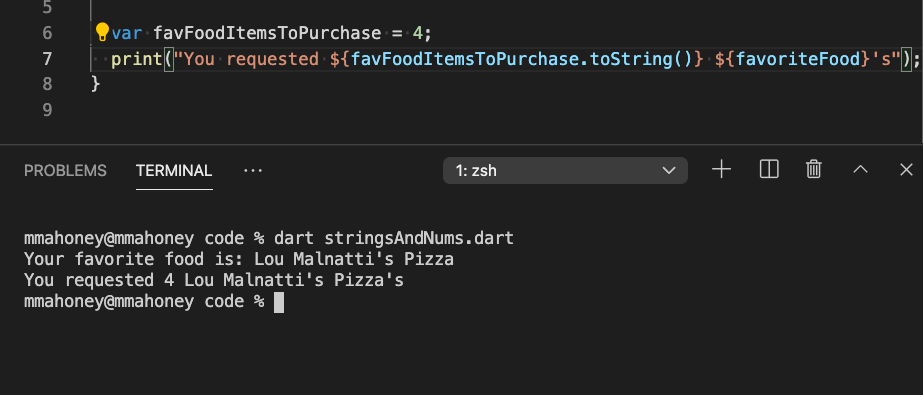 5
6 var favFoodItemsToPurchase = 4;
7 print("You requested ${favFoodItemsToPurchase.toString()} ${favoriteFood}'s");
8 }
9
PROBLEMS TERMINAL ... 1: zsh
mmahoney@mmahoney code % dart stringsAndNums.dart
Your favorite food is: Lou Malnatti's Pizza
You requested 4 Lou Malnatti's Pizza's
mmahoney@mmahoney code %